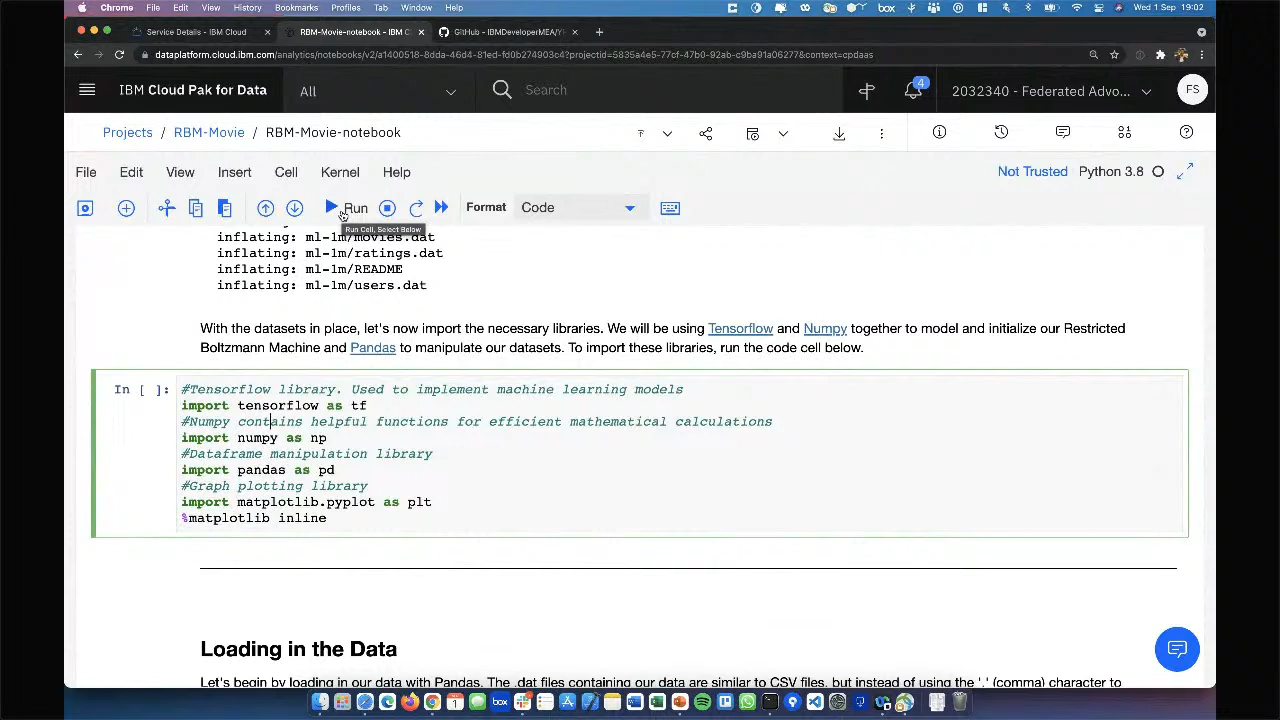 Chrome File Edit View History Bookmarks Profiles Tab Window Help box Wed 1 Sep 19:02
Service Details - IBM Cloud RBM-Movie-notebook - IBM C GitHub - IBMDeveloperMEA/YI
dataplatform.cloud.ibm.com/analytics/notebooks/v2/a1400518-8dda-46d4-81ed-fd0b274903c4?projectid=5835a4e5-77cf-47b0-92ab-c9ba91a06277&context=cpdaas
IBM Cloud Pak for Data All Search 4 2032340 - Federated Advo... FS
Projects / RBM-Movie / RBM-Movie-notebook
File Edit View Insert Cell Kernel Help Not Trusted Python 3.8
Run Format Code
Run Cell, Select Below
inflating: ml-1m/movies.dat
inflating: ml-1m/ratings.dat
inflating: ml-1m/README
inflating: ml-1m/users.dat
With the datasets in place, let's now import the necessary libraries. We will be using Tensorflow and Numpy together to model and initialize our Restricted
Boltzmann Machine and Pandas to manipulate our datasets. To import these libraries, run the code cell below.
In [ ]: #Tensorflow library. Used to implement machine learning models
import tensorflow as tf
#Numpy contains helpful functions for efficient mathematical calculations
import numpy as np
#Dataframe manipulation library
import pandas as pd
#Graph plotting library
import matplotlib.pyplot as plt
%matplotlib inline
Loading in the Data
Let's begin by loading in our data with Pandas. The .dat files containing our data are similar to CSV files, but instead of using the ',' (comma) character to
box